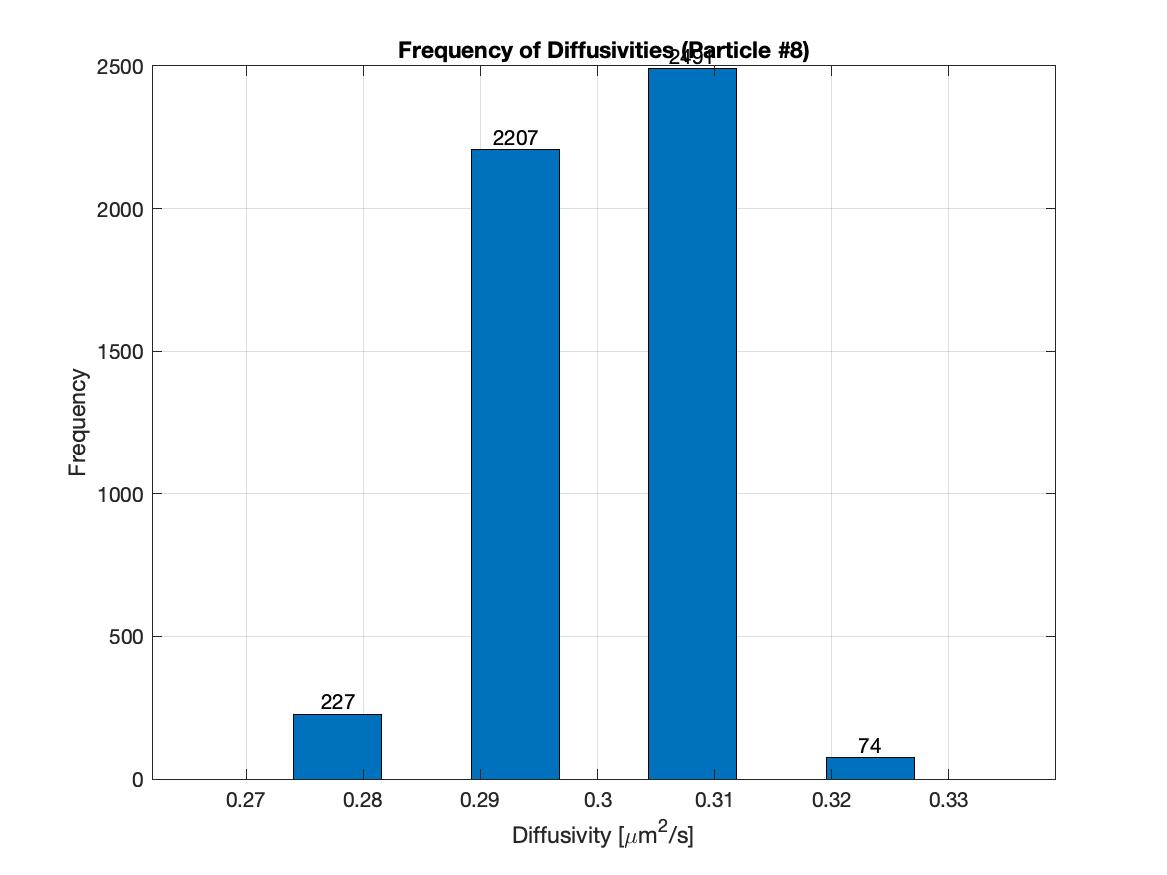 Frequency of Diffusivities (Particle #8)
2491
2500
2207
2000
1500
1000
500
227
74
0
0.27 0.28 0.29 0.3 0.31 0.32 0.33
Frequency
Diffusivity [μm²/s]